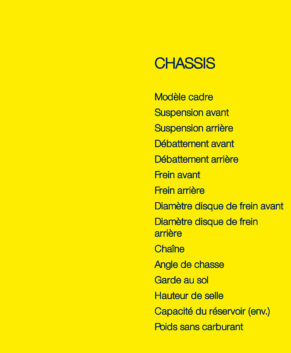 CHASSIS
Modèle cadre
Suspension avant
Suspension arrière
Débattement avant
Débattement arrière
Frein avant
Frein arrière
Diamètre disque de frein avant
Diamètre disque de frein
arrière
Chaîne
Angle de chasse
Garde au sol
Hauteur de selle
Capacité du réservoir (env.)
Poids sans carburant